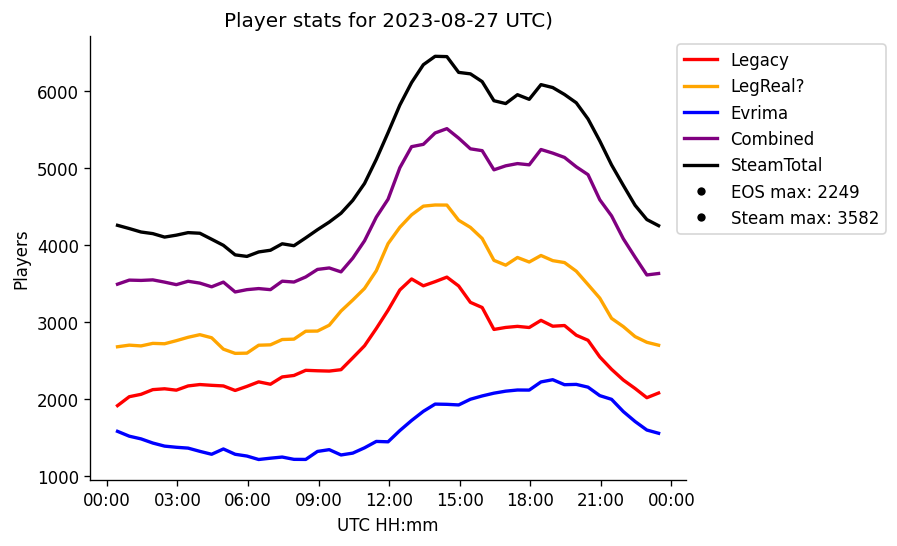 Player stats for 2023-08-27 UTC)
Players
6000
5000
4000
3000
2000
1000
00:00 03:00 06:00 09:00 12:00 15:00 18:00 21:00 00:00
UTC HH:mm
Legacy
LegReal?
Evrima
Combined
SteamTotal
EOS max: 2249
Steam max: 3582